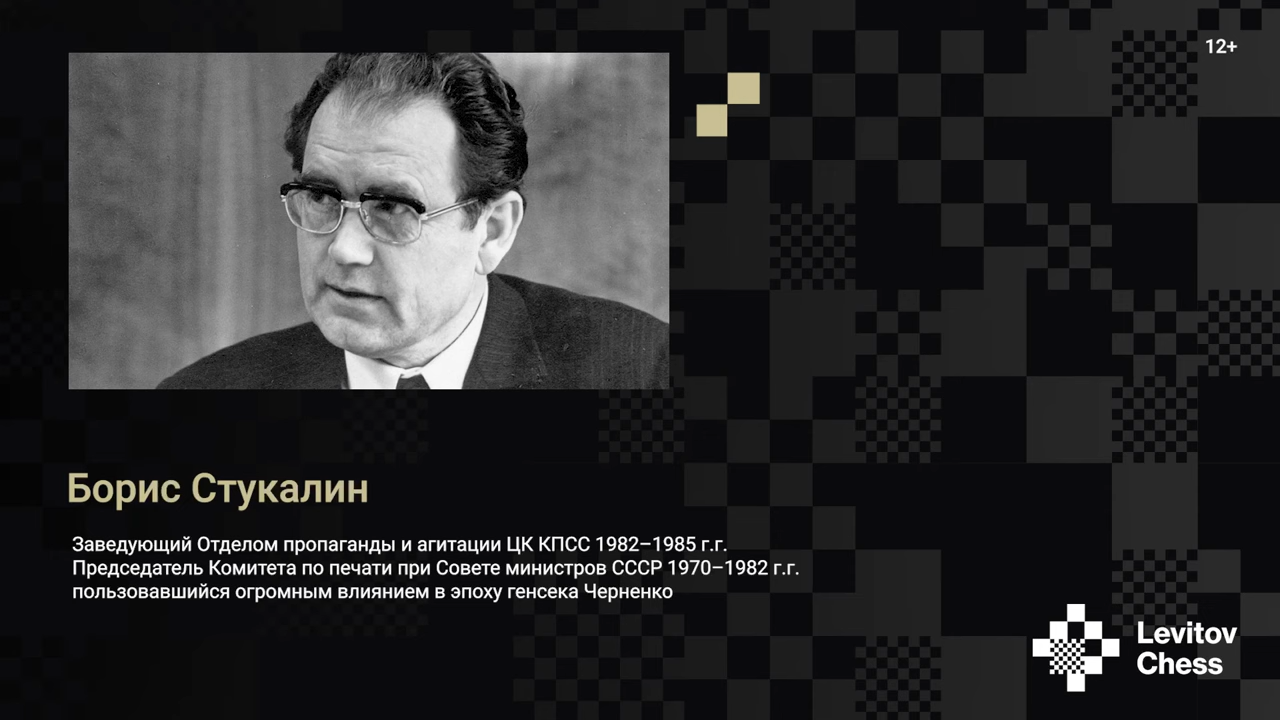 12+
Борис Стукалин
Заведующий Отделом пропаганды и агитации ЦК КПСС 1982–1985 г.г.
Председатель Комитета по печати при Совете министров СССР 1970–1982 г.г.
пользовавшийся огромным влиянием в эпоху генсека Черненко
Levitov
Chess